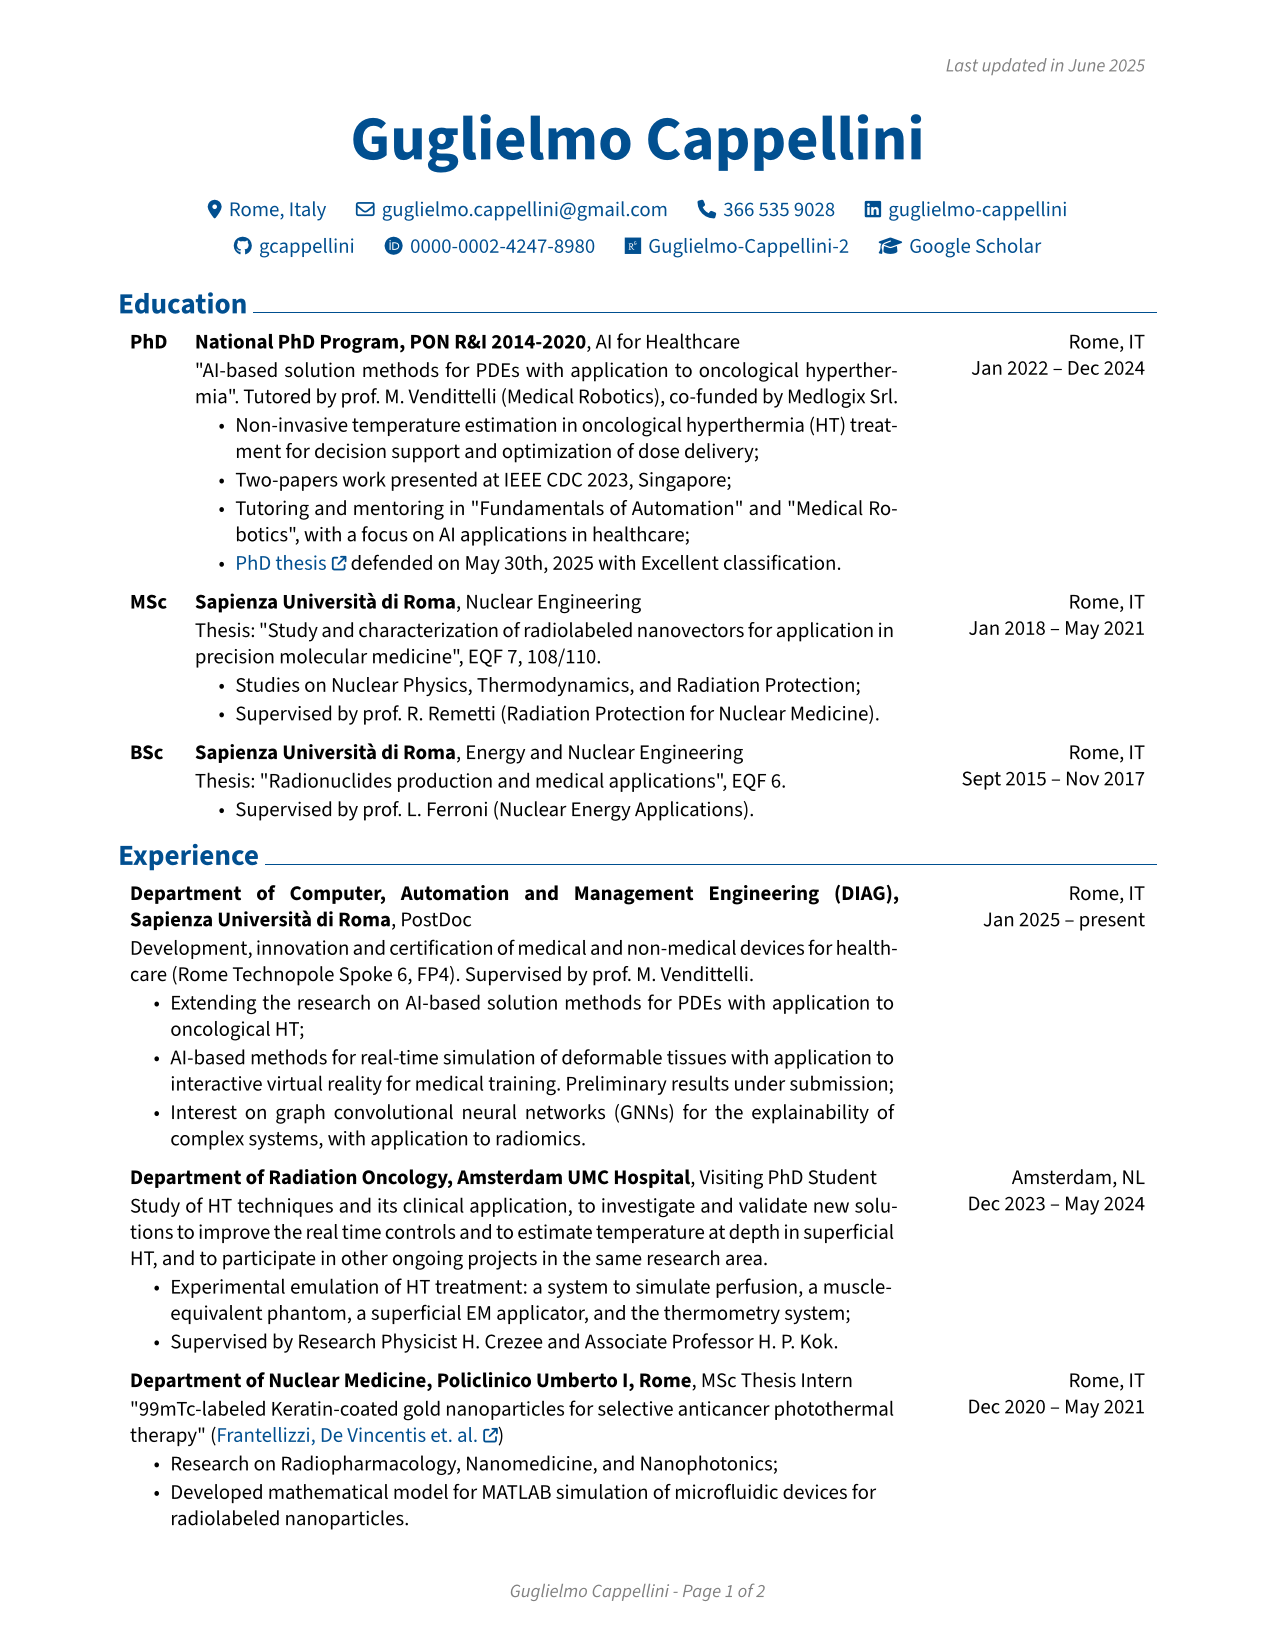 Last updated in June 2025
Guglielmo Cappellini
Rome, Italy guglielmo.cappellini@gmail.com 366 535 9028 guglielmo-cappellini
gcappellini 0000-0002-4247-8980 Guglielmo-Cappellini-2 Google Scholar
Education
PhD National PhD Program, PON R&I 2014-2020, AI for Healthcare Rome, IT
"AI-based solution methods for PDEs with application to oncological hyperther- Jan 2022 – Dec 2024
mia". Tutored by prof. M. Vendittelli (Medical Robotics), co-funded by Medlogix Srl.
• Non-invasive temperature estimation in oncological hyperthermia (HT) treat-
ment for decision support and optimization of dose delivery;
• Two-papers work presented at IEEE CDC 2023, Singapore;
• Tutoring and mentoring in "Fundamentals of Automation" and "Medical Ro-
botics", with a focus on AI applications in healthcare;
• PhD thesis defended on May 30th, 2025 with Excellent classification.
MSc Sapienza Università di Roma, Nuclear Engineering Rome, IT
Thesis: "Study and characterization of radiolabeled nanovectors for application in Jan 2018 – May 2021
precision molecular medicine", EQF 7, 108/110.
• Studies on Nuclear Physics, Thermodynamics, and Radiation Protection;
• Supervised by prof. R. Remetti (Radiation Protection for Nuclear Medicine).
BSc Sapienza Università di Roma, Energy and Nuclear Engineering Rome, IT
Thesis: "Radionuclides production and medical applications", EQF 6. Sept 2015 – Nov 2017
• Supervised by prof. L. Ferroni (Nuclear Energy Applications).
Experience
Department of Computer, Automation and Management Engineering (DIAG), Rome, IT
Sapienza Università di Roma, PostDoc Jan 2025 – present
Development, innovation and certification of medical and non-medical devices for health-
care (Rome Technopole Spoke 6, FP4). Supervised by prof. M. Vendittelli.
• Extending the research on AI-based solution methods for PDEs with application to
oncological HT;
• AI-based methods for real-time simulation of deformable tissues with application to
interactive virtual reality for medical training. Preliminary results under submission;
• Interest on graph convolutional neural networks (GNNs) for the explainability of
complex systems, with application to radiomics.
Department of Radiation Oncology, Amsterdam UMC Hospital, Visiting PhD Student Amsterdam, NL
Study of HT techniques and its clinical application, to investigate and validate new solu- Dec 2023 – May 2024
tions to improve the real time controls and to estimate temperature at depth in superficial
HT, and to participate in other ongoing projects in the same research area.
• Experimental emulation of HT treatment: a system to simulate perfusion, a muscle-
equivalent phantom, a superficial EM applicator, and the thermometry system;
• Supervised by Research Physicist H. Crezee and Associate Professor H. P. Kok.
Department of Nuclear Medicine, Policlinico Umberto I, Rome, MSc Thesis Intern Rome, IT
"99mTc-labeled Keratin-coated gold nanoparticles for selective anticancer photothermal Dec 2020 – May 2021
therapy" (Frantellizzi, De Vincentis et. al.)
• Research on Radiopharmacology, Nanomedicine, and Nanophotonics;
• Developed mathematical model for MATLAB simulation of microfluidic devices for
radiolabeled nanoparticles.
Guglielmo Cappellini - Page 1 of 2